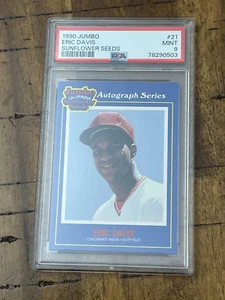 1990 JUMBO #21
ERIC DAVIS MINT
SUNFLOWER SEEDS 9
PSA 78290503
Autograph Series
ERIC DAVIS
CINCINNATI REDS • OUTFIELD